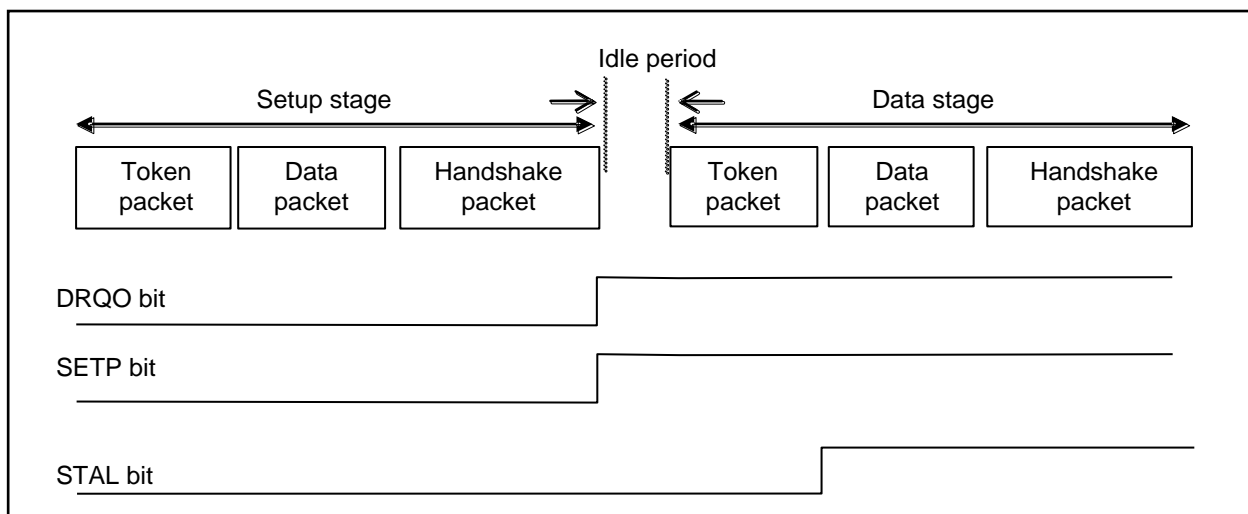 Idle period
Setup stage
Data stage
Token
packet
Data
packet
Handshake
packet
Token
packet
Data
packet
Handshake
packet
DRQO bit
SETP bit
STAL bit